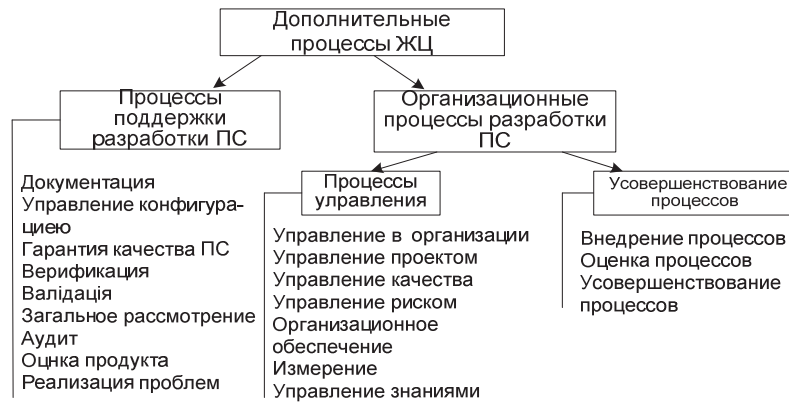 Дополнительные
процессы ЖЦ
Процессы
поддержки
разработки ПС
Организационные
процессы разработки
ПС
Документация
Управление конфигура-
циею
Гарантия качества ПС
Верификация
Валідація
Загальное рассмотрение
Аудит
Оцнка продукта
Реализация проблем
Процессы
улравления
Управление в организации
Управление проектом
Управление качества
Управление риском
Организационное
обеспечение
Измерение
Управление знаниями
Усовершенствование
процессов
Внедрение процессов
Оценка процессов
Усовершенствование
процессов